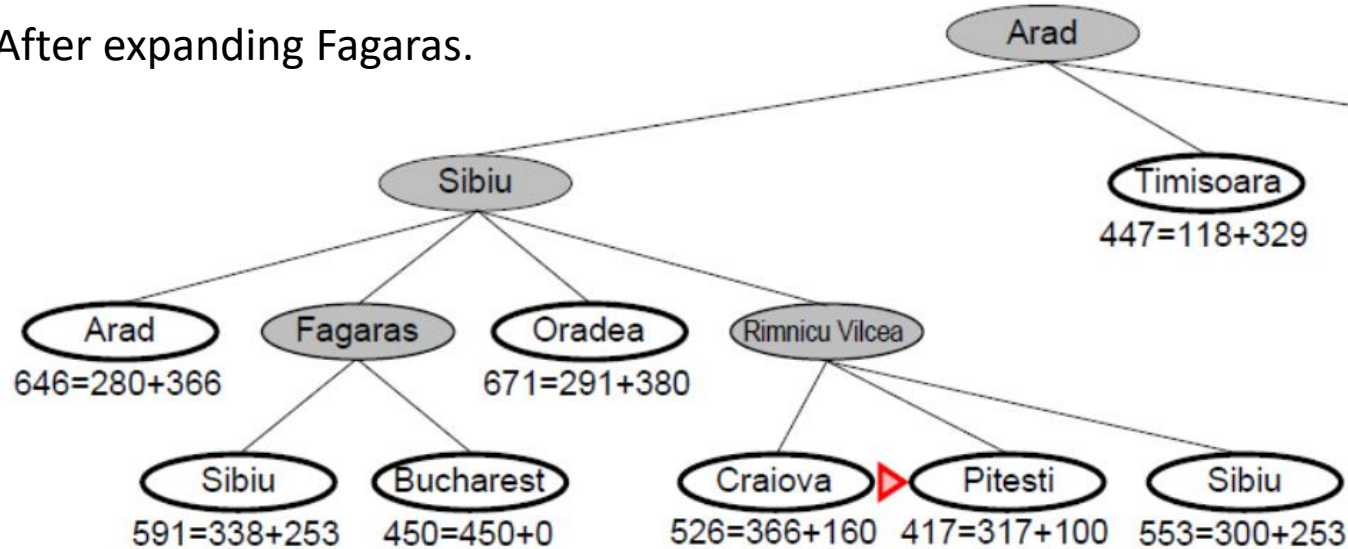 After expanding Fagaras.
Arad
Sibiu
Timisoara
447=118+329
Arad
Fagaras
Oradea
Rimnicu Vilcea
646=280+366
671=291+380
Sibiu
Bucharest
Craiova
Pitesti
Sibiu
591=338+253
450=450+0
526=366+160
417=317+100
553=300+253